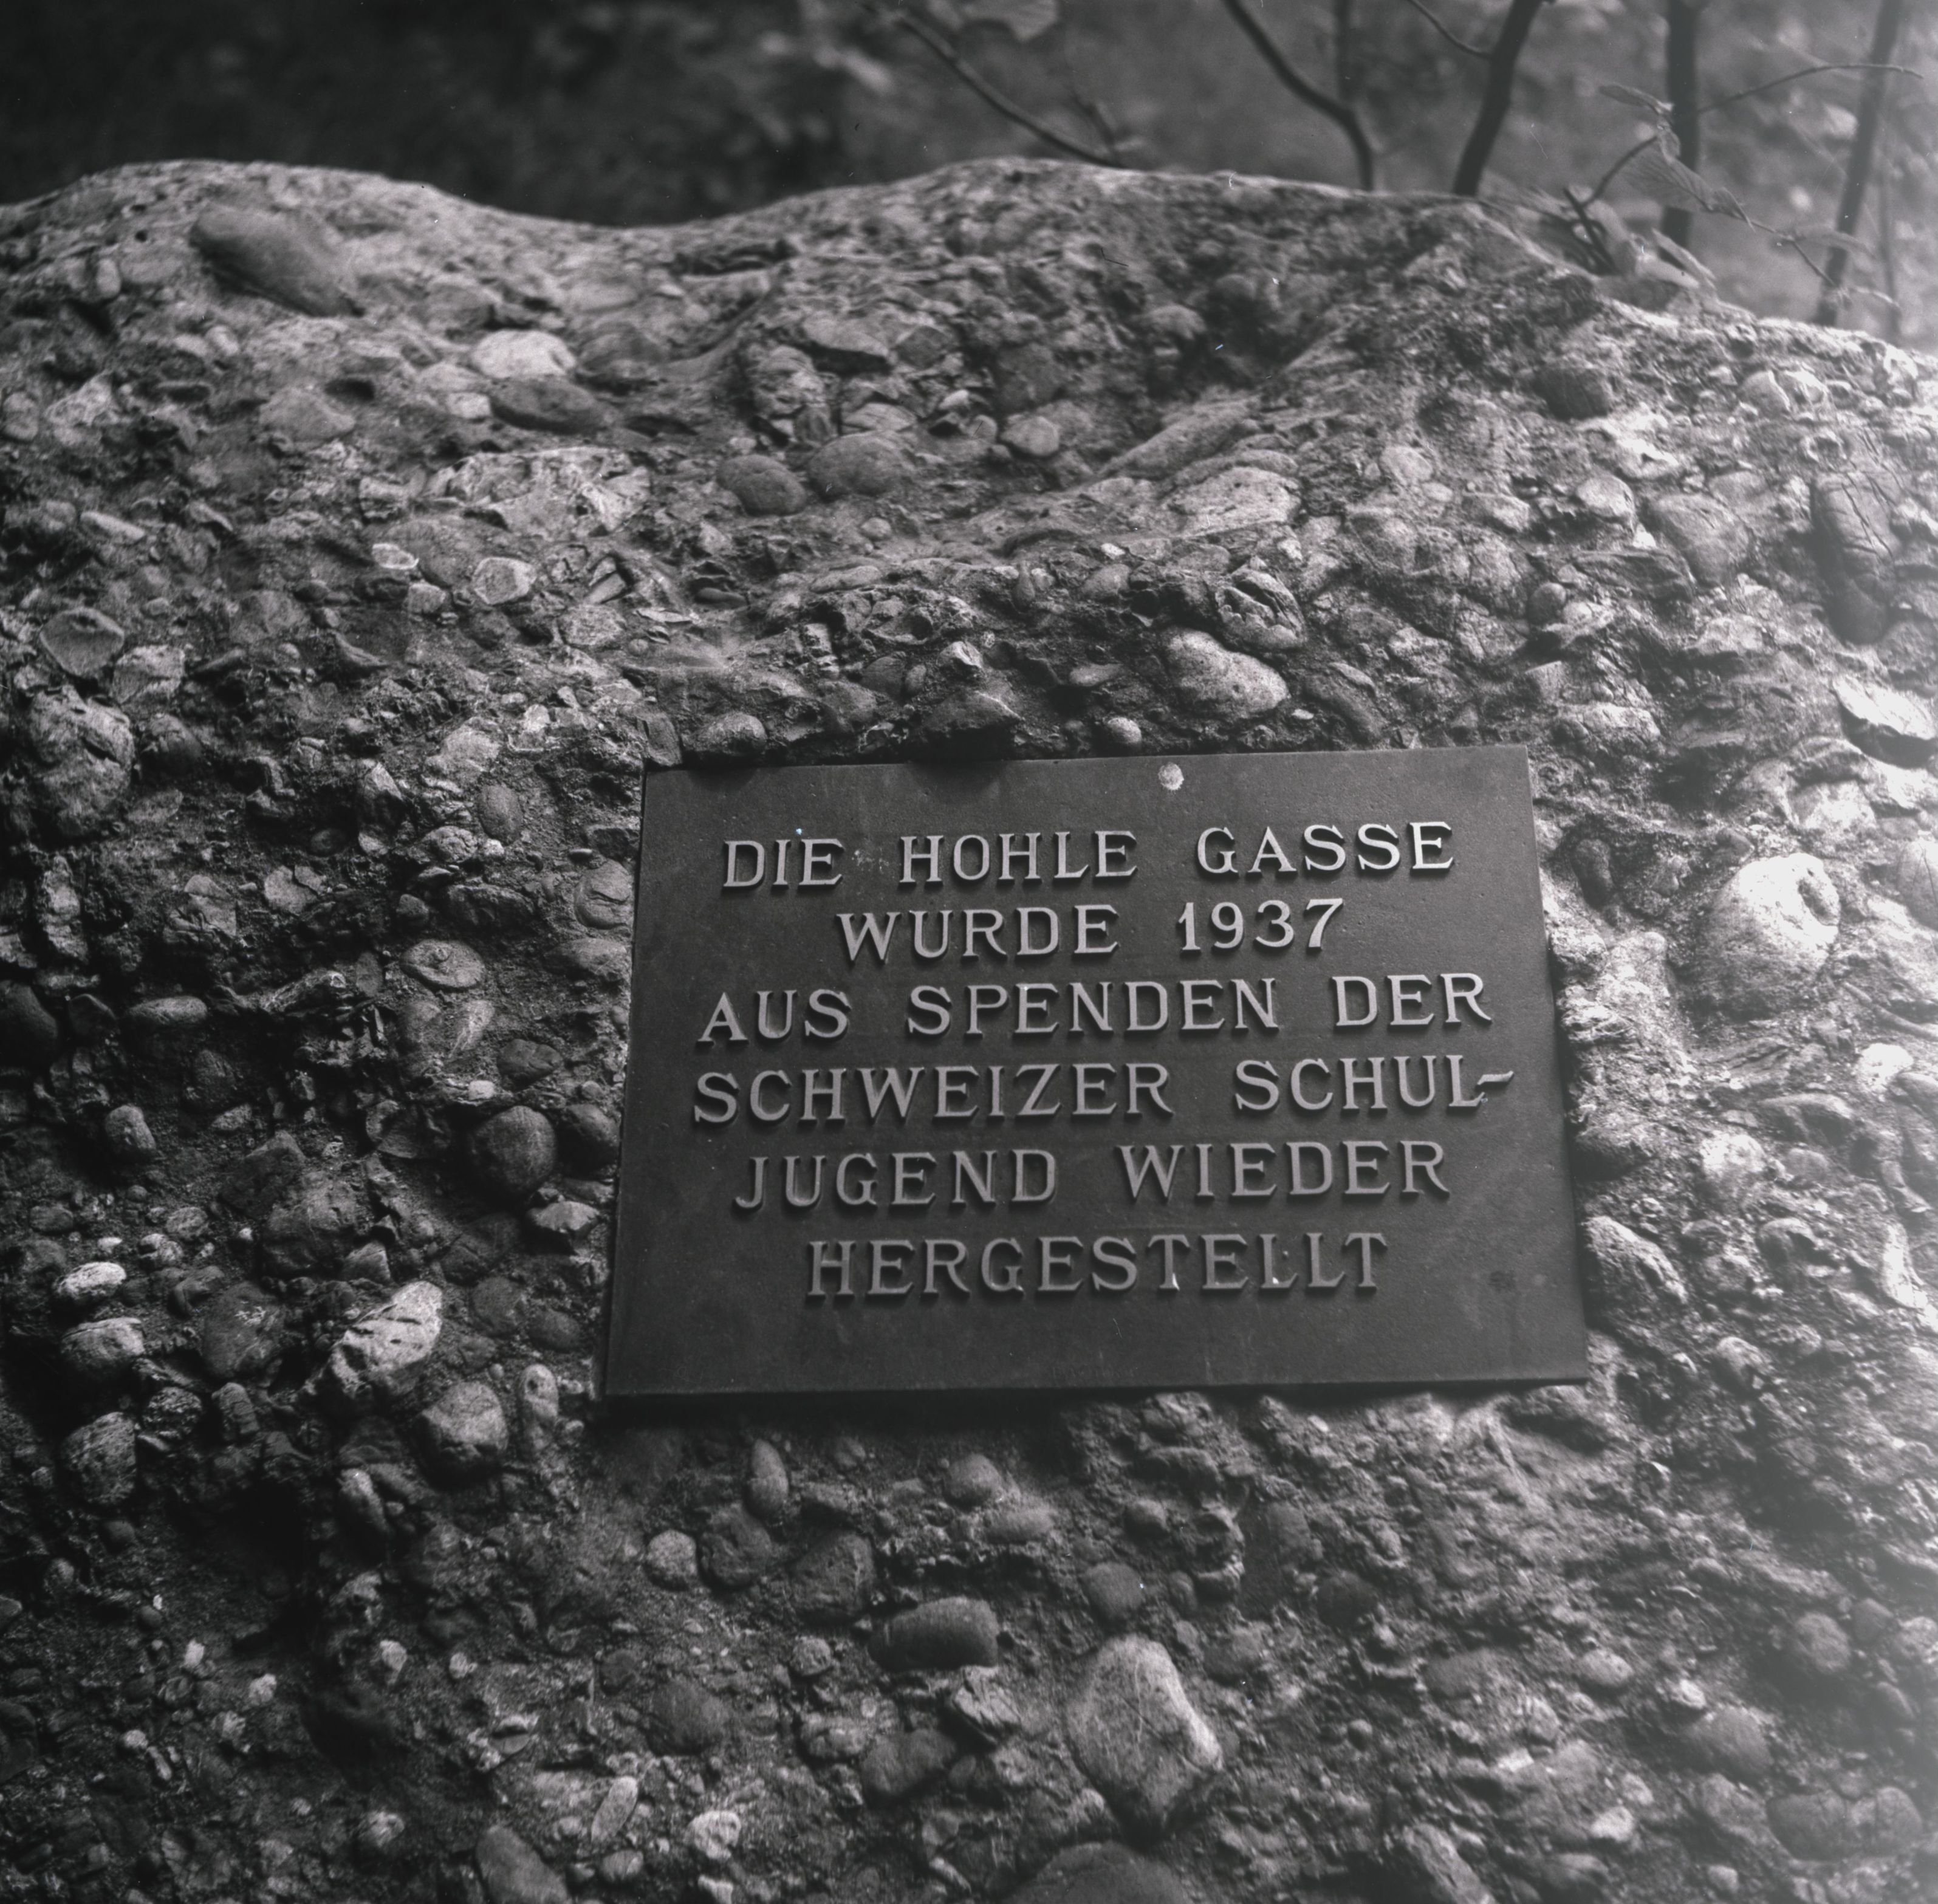 DIE HOHLE GASSE
WURDE 1937
AUS SPENDEN DER
SCHWEIZER SCHUL-
JUGEND WIEDER
HERGESTELLT